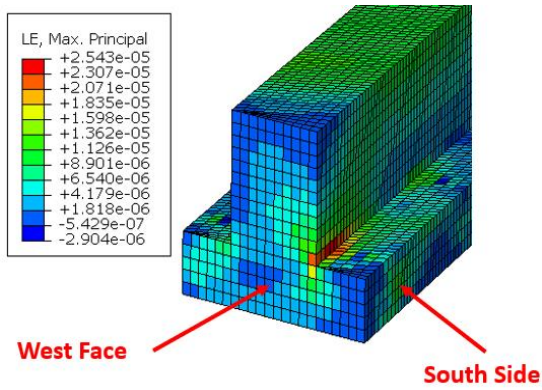 LE, Max. Principal
+2.543e-05
+2.307e-05
+2.071e-05
+1.835e-05
+1.598e-05
+1.362e-05
+1.126e-05
+8.901e-06
+6.540e-06
+4.179e-06
+1.818e-06
-5.429e-07
-2.904e-06
West Face
South Side